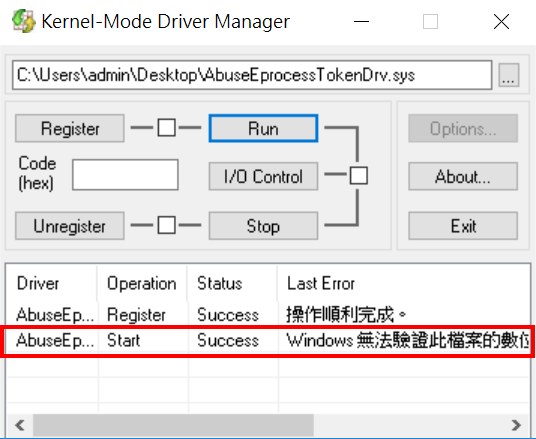 Kernel-Mode Driver Manager
C:\Users\admin\Desktop\AbuseEprocessTokenDrv.sys
...
Register
Run
Options...
Code
(hex)
I/O Control
About...
Unregister
Stop
Exit
Driver Operation Status Last Error
AbuseEp... Register Success 操作順利完成。
AbuseEp... Start Success Windows 無法驗證此檔案的數位